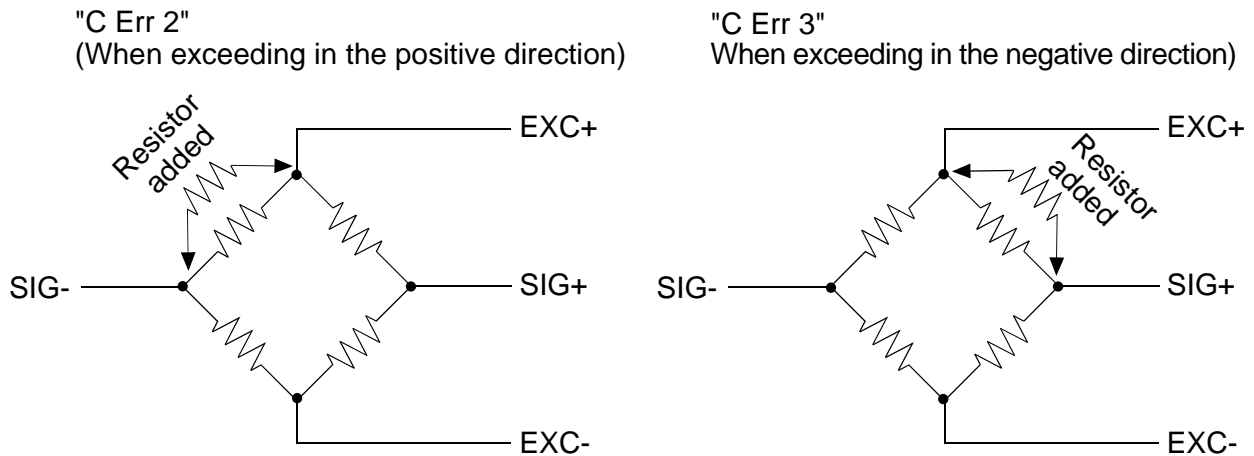 "C Err 2"
(When exceeding in the positive direction)
Resistor
added
EXC+
SIG-
SIG+
EXC-
"C Err 3"
When exceeding in the negative direction)
EXC+
Resistor
added
SIG-
SIG+
EXC-